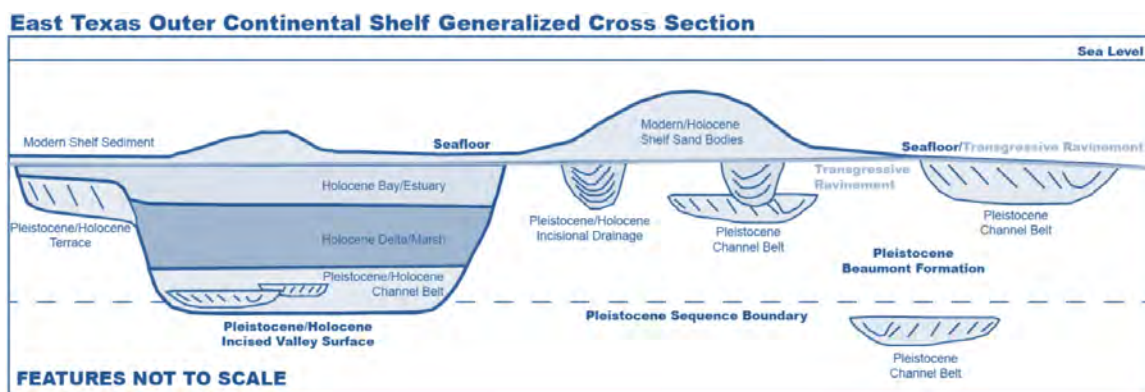 East Texas Outer Continental Shelf Generalized Cross Section
Sea Level
Modern Shelf Sediment
Seafloor
Modern/Holocene
Shelf Sand Bodies
Seafloor/Transgressive Ravinement
Transgressive
Ravinement
Holocene Bay/Estuary
Pleistocene/Holocene
Terrace
Holocene Delta/Marsh
Pleistocene/Holocene
Incisional Drainage
Pleistocene
Channel Belt
Pleistocene
Channel Belt
Pleistocene
Beaumont Formation
Pleistocene/Holocene
Channel Belt
Pleistocene Sequence Boundary
Pleistocene/Holocene
Incised Valley Surface
Pleistocene
Channel Belt
FEATURES NOT TO SCALE